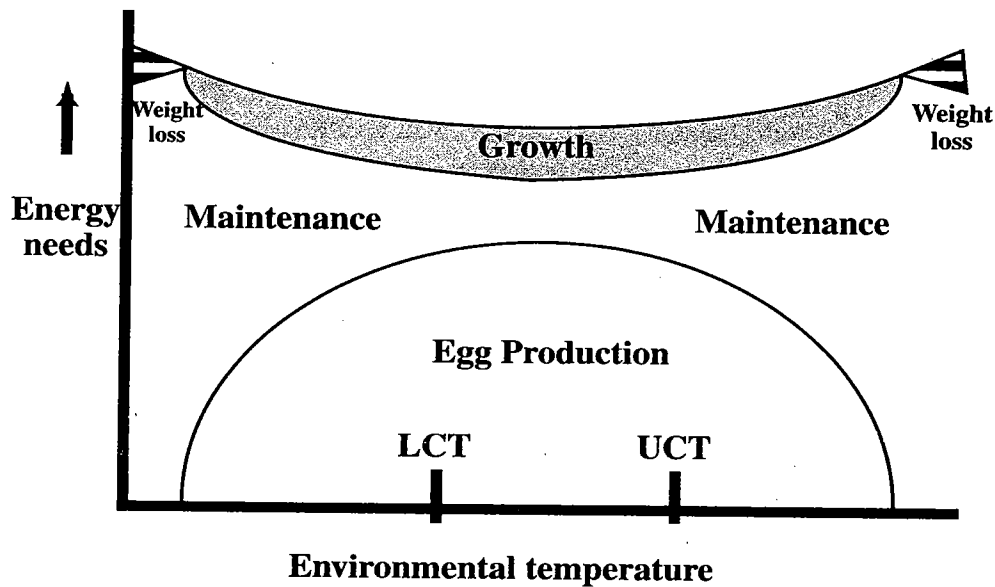 Weight
loss
Growth
Weight
loss
Energy
needs
Maintenance
Maintenance
Egg Production
LCT
UCT
Environmental temperature